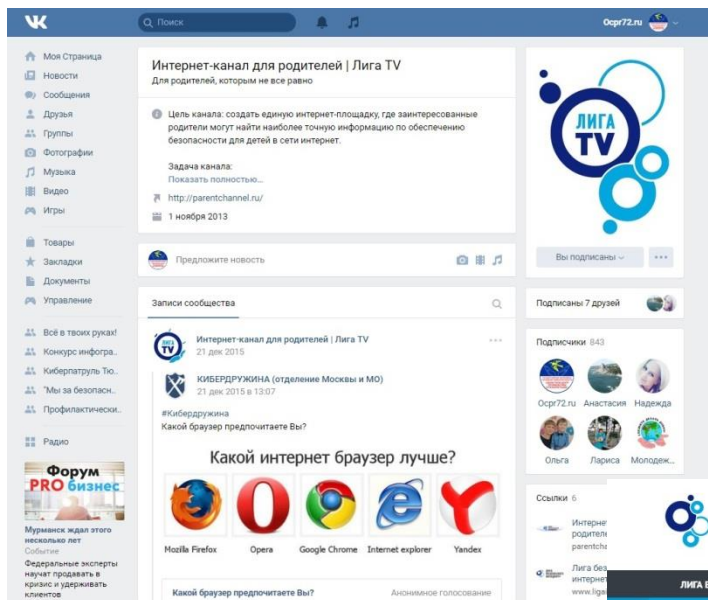 Поиск
Ocpr72.ru
Моя Страница
Новости
Сообщения
Друзья
Группы
Фотографии
Музыка
Видео
Игры
Товары
Закладки
Документы
Управление
Всё в твоих руках!
Конкурс инфогра..
Киберпатруль Тю..
"Мы за безопасн..
Профилактически..
Радио
Форум
PRO бизнес
Мурманск ждал этого
несколько лет
Событие
Федеральные эксперты
научат продавать в
кризис и удерживать
клиентов
Интернет-канал для родителей | Лига TV
Для родителей, которым не все равно
Цель канала: создать единую интернет-площадку, где заинтересованные
родители могут найти наиболее точную информацию по обеспечению
безопасности для детей в сети интернет.
Задача канала:
Показать полностью...
http://parentchannel.ru/
1 ноября 2013
Предложите новость
Записи сообщества
Интернет-канал для родителей | Лига TV
21 дек 2015
КИБЕРДРУЖИНА (отделение Москвы и МО)
21 дек 2015 в 13:07
#Кибердружина
Какой браузер предпочитаете Вы?
Какой интернет браузер лучше?
Mozilla Firefox Opera Google Chrome Internet explorer Yandex
Какой браузер предпочитаете Вы? Анонимное голосование
ЛИГА
TV
Вы подписаны
Подписаны 7 друзей
Подписчики 843
Ocpr72.ru Анастасия Надежда
Ольга Лариса Молодеж...
Ссылки 6
Интерне
родителе
parentcha
Лига без
интернет
www.liga
ЛИГА Б